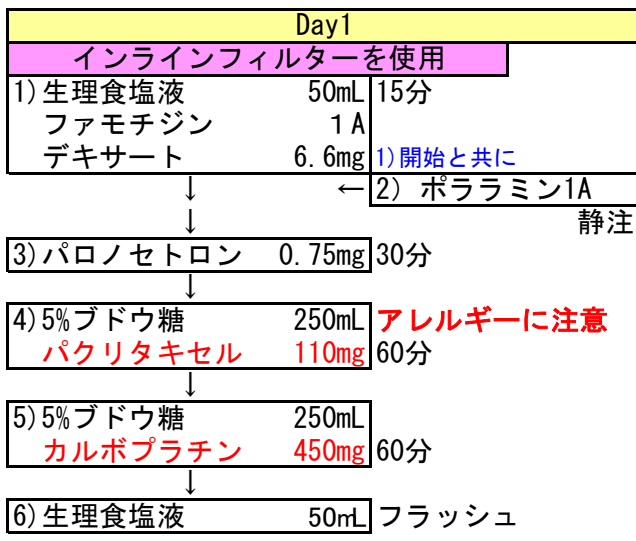 Day1
インラインフィルターを使用
1)生理食塩液 50mL 15分
ファモチジン 1A
デキサート 6.6mg 1)開始と共に
↓ ← 2) ポララミン1A
↓ 静注
3)パロノセトロン 0.75mg 30分
↓
4)5%ブドウ糖 250mL アレルギーに注意
パクリタキセル 110mg 60分
↓
5)5%ブドウ糖 250mL
カルボプラチン 450mg 60分
↓
6)生理食塩液 50mL フラッシュ